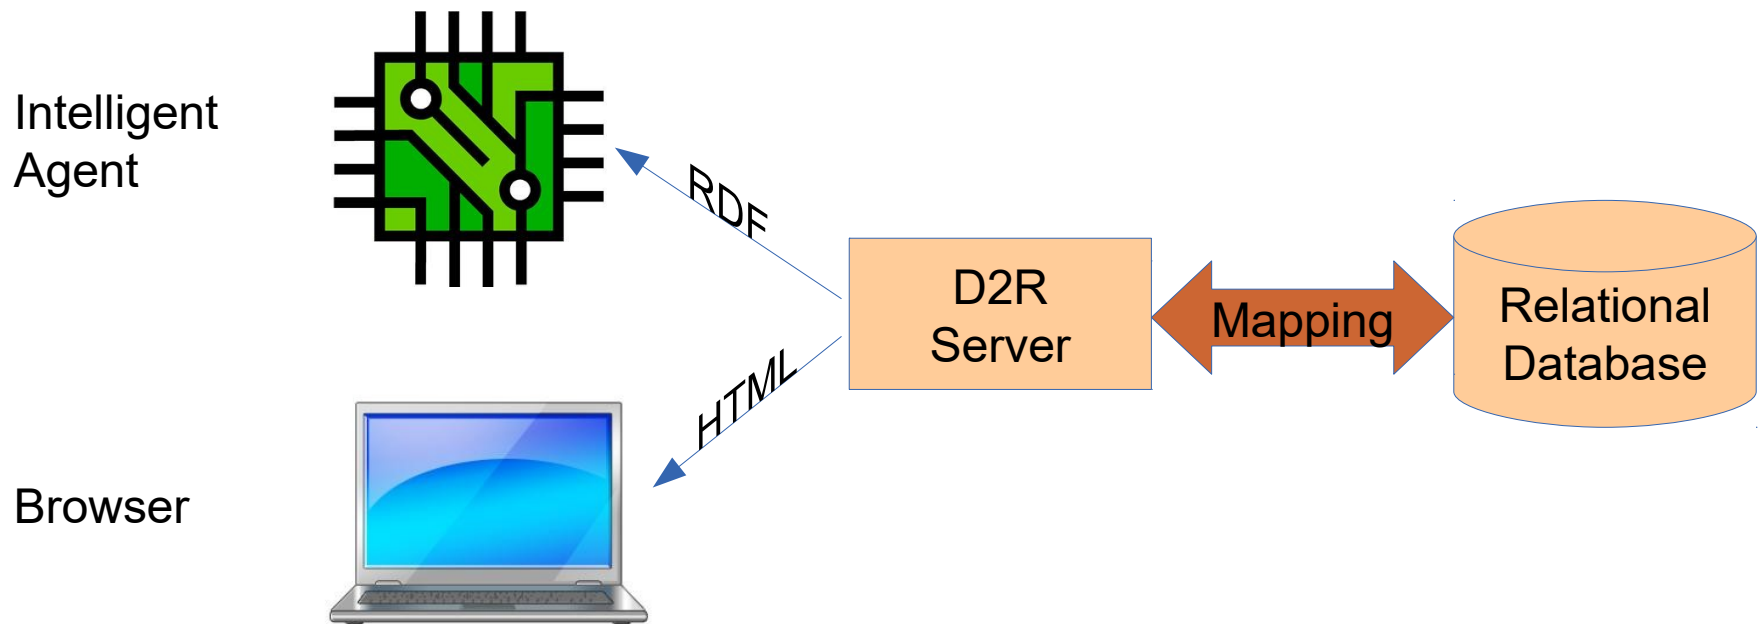 Intelligent
Agent
RDF
D2R
Server
Mapping
Relational
Database
HTML
Browser